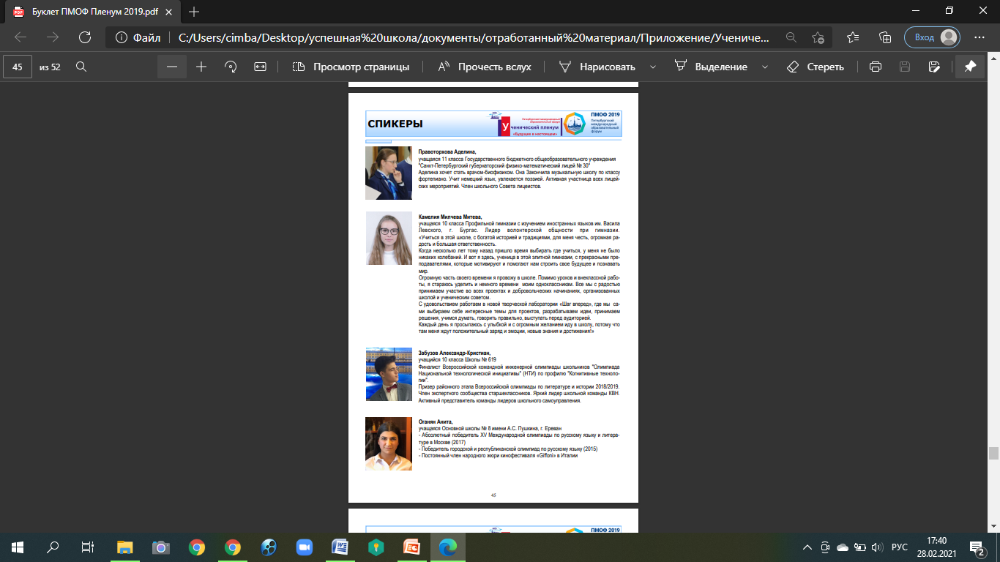 Буклет ПМОФ Пленум 2019.pdf
Файл C:/Users/cimba/Desktop/успешная%20школа/документы/отработанный%20материал/Приложение/Учениче... Вход
45 из 52 Просмотр страницы Прочесть вслух Нарисовать Выделение Стереть
СПИКЕРЫ
Петербургский международный
образовательный форум
Ученический пленум
«Будущее в настоящем»
ПМОФ 2019
Петербургский
международный
образовательный
форум
Правоторхова Аделина,
учащаяся 11 класса Государственного бюджетного общеобразовательного учреждения
"Санкт-Петербургский губернаторский физико-математический лицей № 30"
Аделина хочет стать врачом-биофизиком. Она Закончила музыкальную школу по классу
фортепиано. Учит немецкий язык, увлекается поэзией. Активная участница всех лицей-
ских мероприятий. Член школьного Совета лицеистов.
Камелия Милчева Митева,
учащаяся 10 класса Профильной гимназии с изучением иностранных языков им. Васила
Левского, г. Бургас. Лидер волонтерской общности при гимназии.
«Учиться в этой школе, с богатой историей и традициями, для меня честь, огромная ра-
дость и большая ответственность.
Когда несколько лет тому назад пришло время выбирать где учиться, у меня не было
никаких колебаний. И вот я здесь, ученица в этой элитной гимназии, с прекрасными пре-
подавателями, которые мотивируют и помогают нам строить свое будущее и познавать
мир.
Огромную часть своего времени я провожу в школе. Помимо уроков и внеклассной рабо-
ты, я стараюсь уделить и немного времени моим одноклассникам. Все мы с радостью
принимаем участие во всех проектах и добровольческих начинаниях, организованных
школой и ученическим советом.
С удовольствием работаем в новой творческой лаборатории «Шаг вперед», где мы са-
ми выбираем себе интересные темы для проектов, разрабатываем идеи, принимаем
решения, учимся думать, говорить правильно, выступать перед аудиторией.
Каждый день я просыпаюсь с улыбкой и с огромным желанием иду в школу, потому что
там меня ждут положительный заряд и эмоции, новые знания и достижения!»
Забузов Александр-Кристиан,
учащийся 10 класса Школы № 619
Финалист Всероссийской командной инженерной олимпиады школьников "Олимпиада
Национальной технологической инициативы" (НТИ) по профилю "Когнитивные техноло-
гии".
Призер районного этапа Всероссийской олимпиады по литературе и истории 2018/2019.
Член экспертного сообщества старшеклассников. Яркий лидер школьной команды КВН.
Активный представитель команды лидеров школьного самоуправления.
Оганян Анита,
учащаяся Основной школы № 8 имени А.С. Пушкина, г. Ереван
- Абсолютный победитель XV Международной олимпиады по русскому языку и литера-
туре в Москве (2017)
- Победитель городской и республиканской олимпиад по русскому языку (2015)
- Постоянный член народного жюри кинофестиваля «Giffoni» в Италии
45
ПМОФ 2019
РУС
17:40
28.02.2021
2